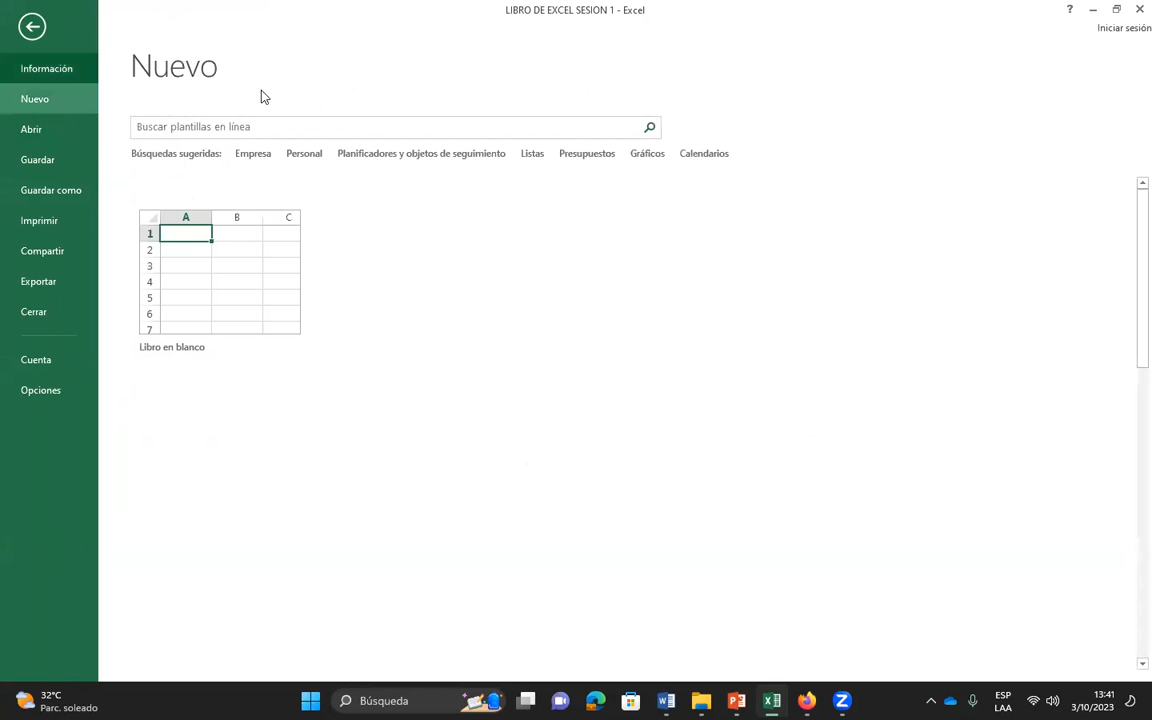 LIBRO DE EXCEL SESION 1 - Excel
?
Iniciar sesión
Información
Nuevo
Abrir
Guardar
Guardar como
Imprimir
Compartir
Exportar
Cerrar
Cuenta
Opciones
Nuevo
Buscar plantillas en línea
Búsquedas sugeridas: Empresa Personal Planificadores y objetos de seguimiento Listas Presupuestos Gráficos Calendarios
A B C
1
2
3
4
5
6
7
Libro en blanco
32°C
Parc. soleado
Búsqueda
ESP
LAA
13:41
3/10/2023